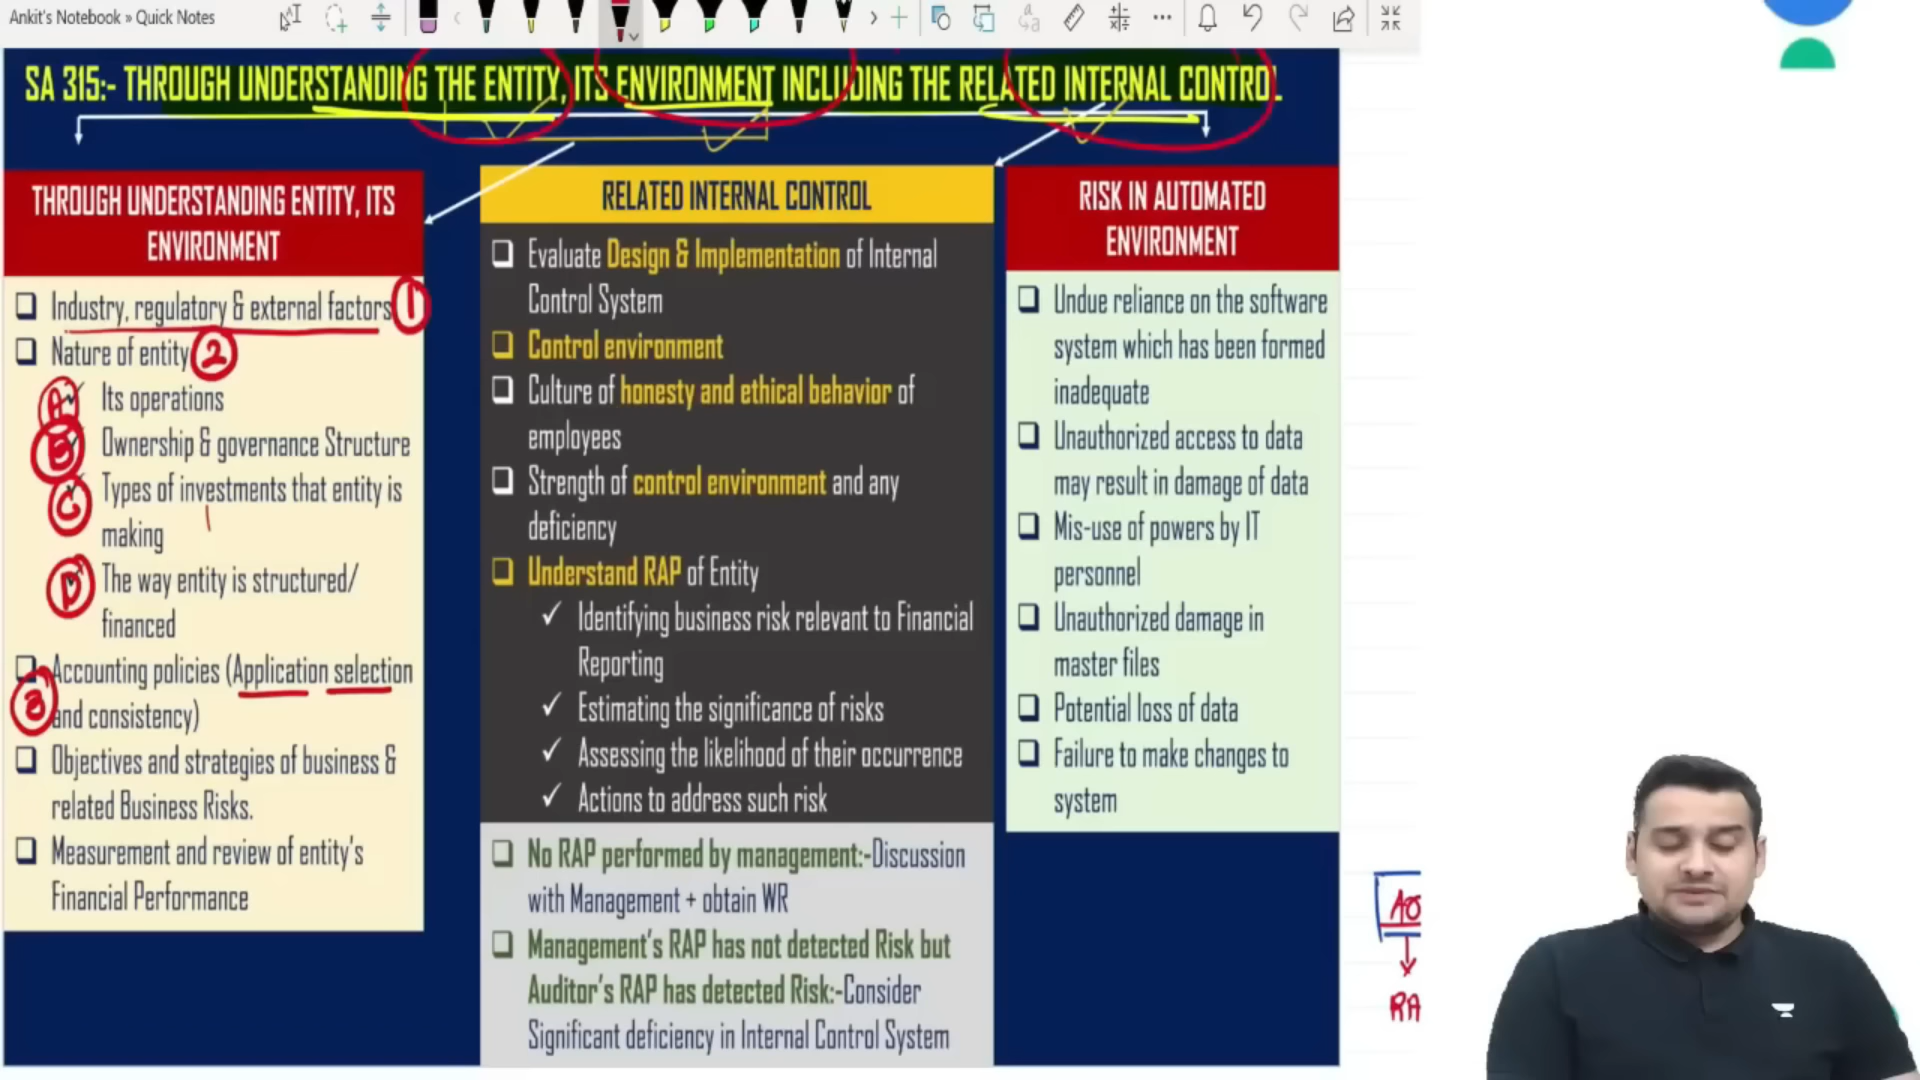 Ankit's Notebook » Quick Notes
SA 315:- THROUGH UNDERSTANDING THE ENTITY, ITS ENVIRONMENT INCLUDING THE RELATED INTERNAL CONTROL
THROUGH UNDERSTANDING ENTITY, ITS
ENVIRONMENT
Industry, regulatory & external factors 1
Nature of entity 2
A Its operations
B Ownership & governance Structure
C Types of investments that entity is
making
D The way entity is structured/
financed
Accounting policies (Application selection
3 and consistency)
Objectives and strategies of business &
related Business Risks.
Measurement and review of entity's
Financial Performance
RELATED INTERNAL CONTROL
Evaluate Design & Implementation of Internal
Control System
Control environment
Culture of honesty and ethical behavior of
employees
Strength of control environment and any
deficiency
Understand RAP of Entity
Identifying business risk relevant to Financial
Reporting
Estimating the significance of risks
Assessing the likelihood of their occurrence
Actions to address such risk
No RAP performed by management:-Discussion
with Management + obtain WR
Management's RAP has not detected Risk but
Auditor's RAP has detected Risk:-Consider
Significant deficiency in Internal Control System
RISK IN AUTOMATED
ENVIRONMENT
Undue reliance on the software
system which has been formed
inadequate
Unauthorized access to data
may result in damage of data
Mis-use of powers by IT
personnel
Unauthorized damage in
master files
Potential loss of data
Failure to make changes to
system
RA